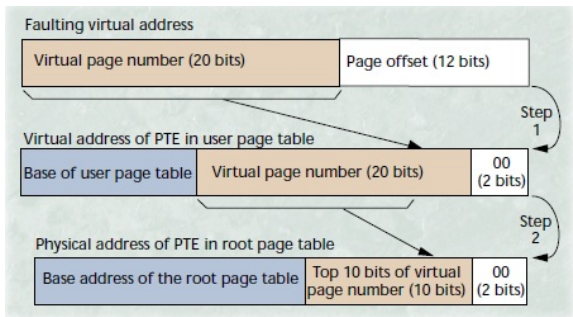 Faulting virtual address
Virtual page number (20 bits)
Page offset (12 bits)
Step
1
Virtual address of PTE in user page table
Base of user page table
Virtual page number (20 bits)
00
(2 bits)
Step
2
Physical address of PTE in root page table
Base address of the root page table
Top 10 bits of virtual
page number (10 bits)
00
(2 bits)